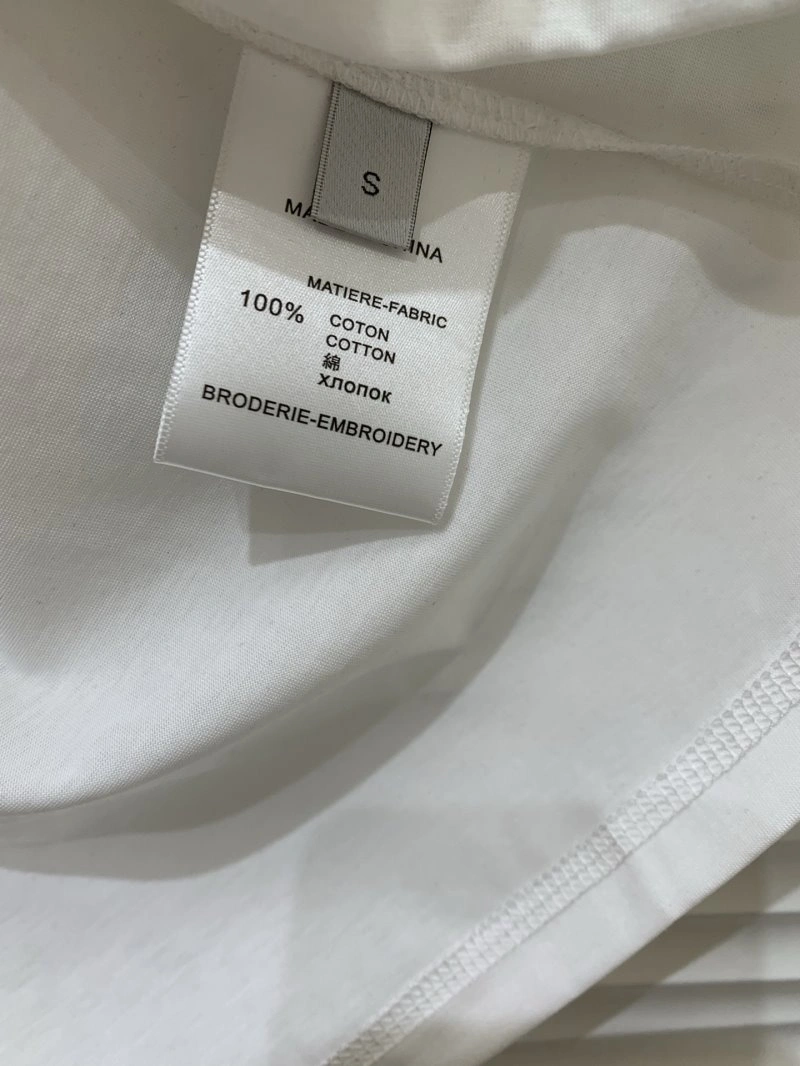 S
MATIERE-FABRIC
100% COTON
COTTON
綿
хлопок
BRODERIE-EMBROIDERY